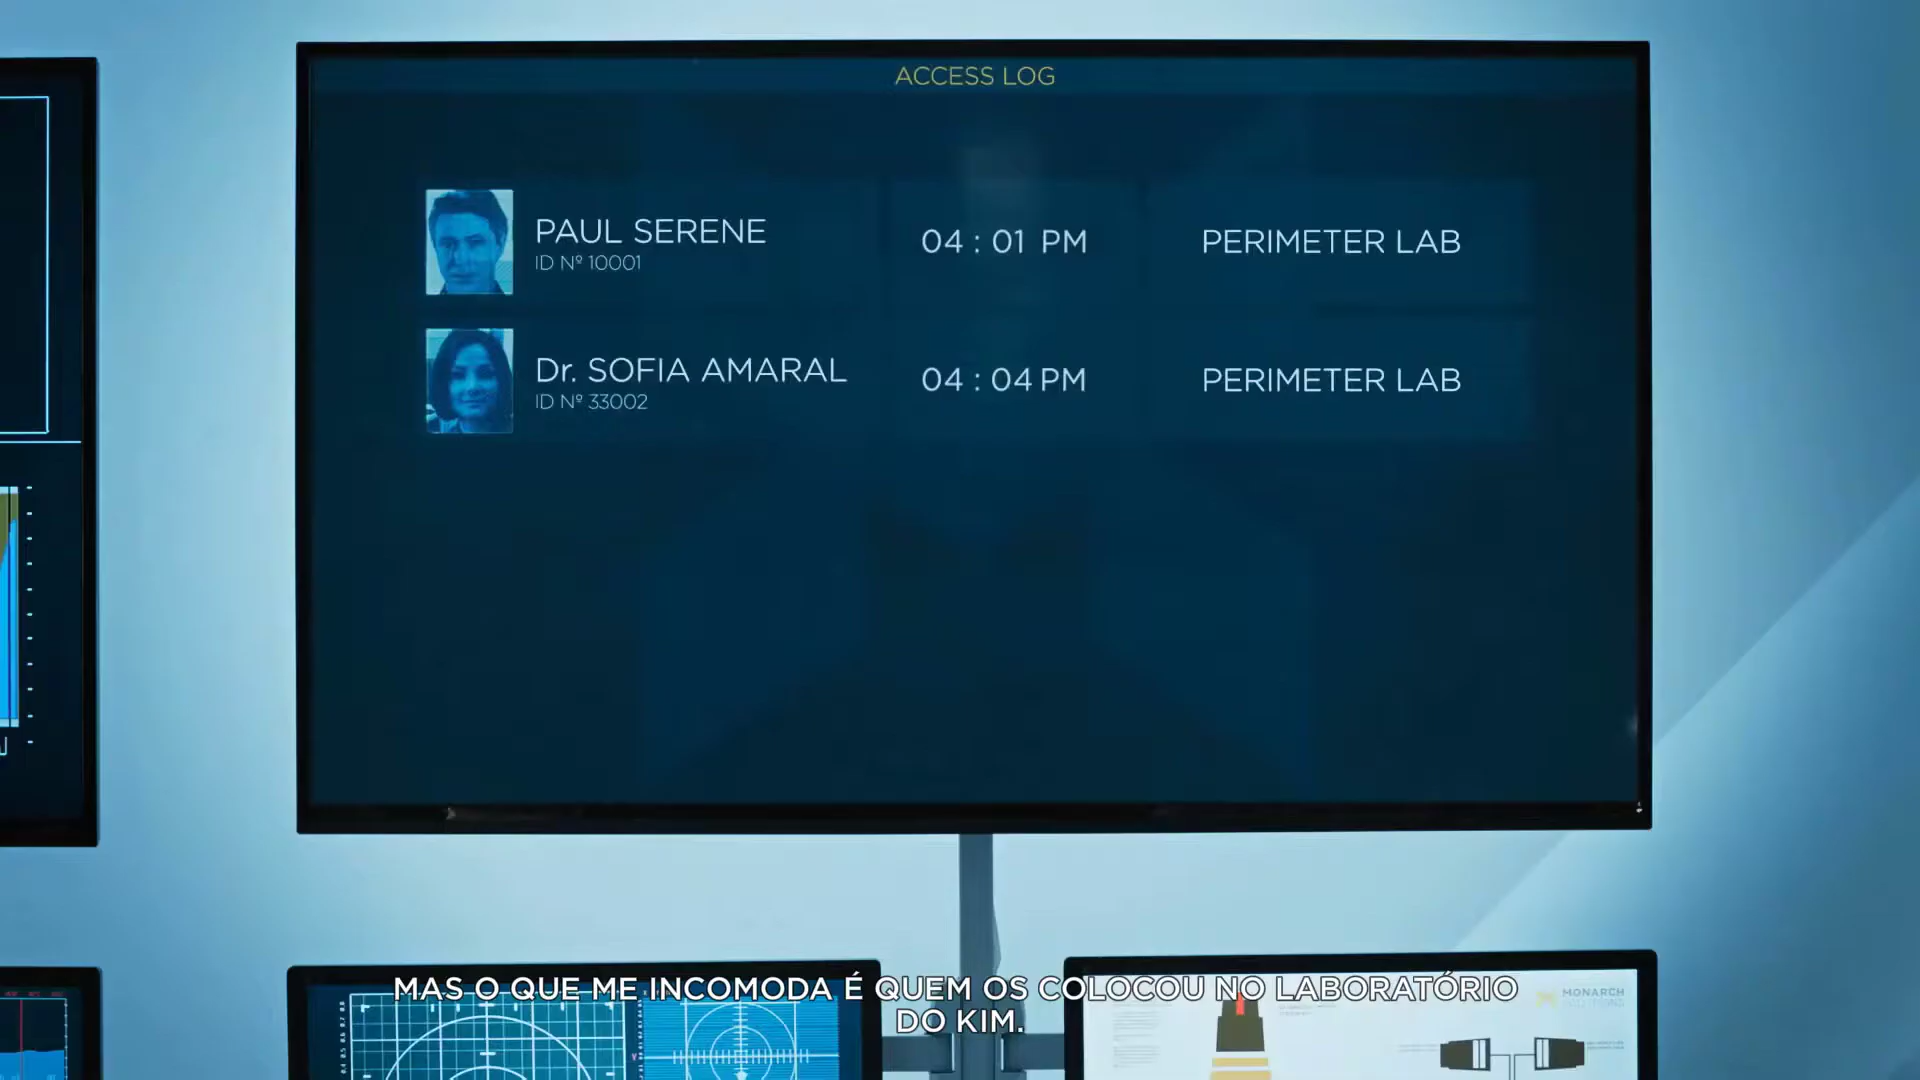 ACCESS LOG
PAUL SERENE
ID Nº 10001
04 : 01 PM
PERIMETER LAB
Dr. SOFIA AMARAL
ID Nº 33002
04 : 04 PM
PERIMETER LAB
MAS O QUE ME INCOMODA É QUEM OS COLOCOU NO LABORATÓRIO
DO KIM.
MONARCH
SOLUTIONS